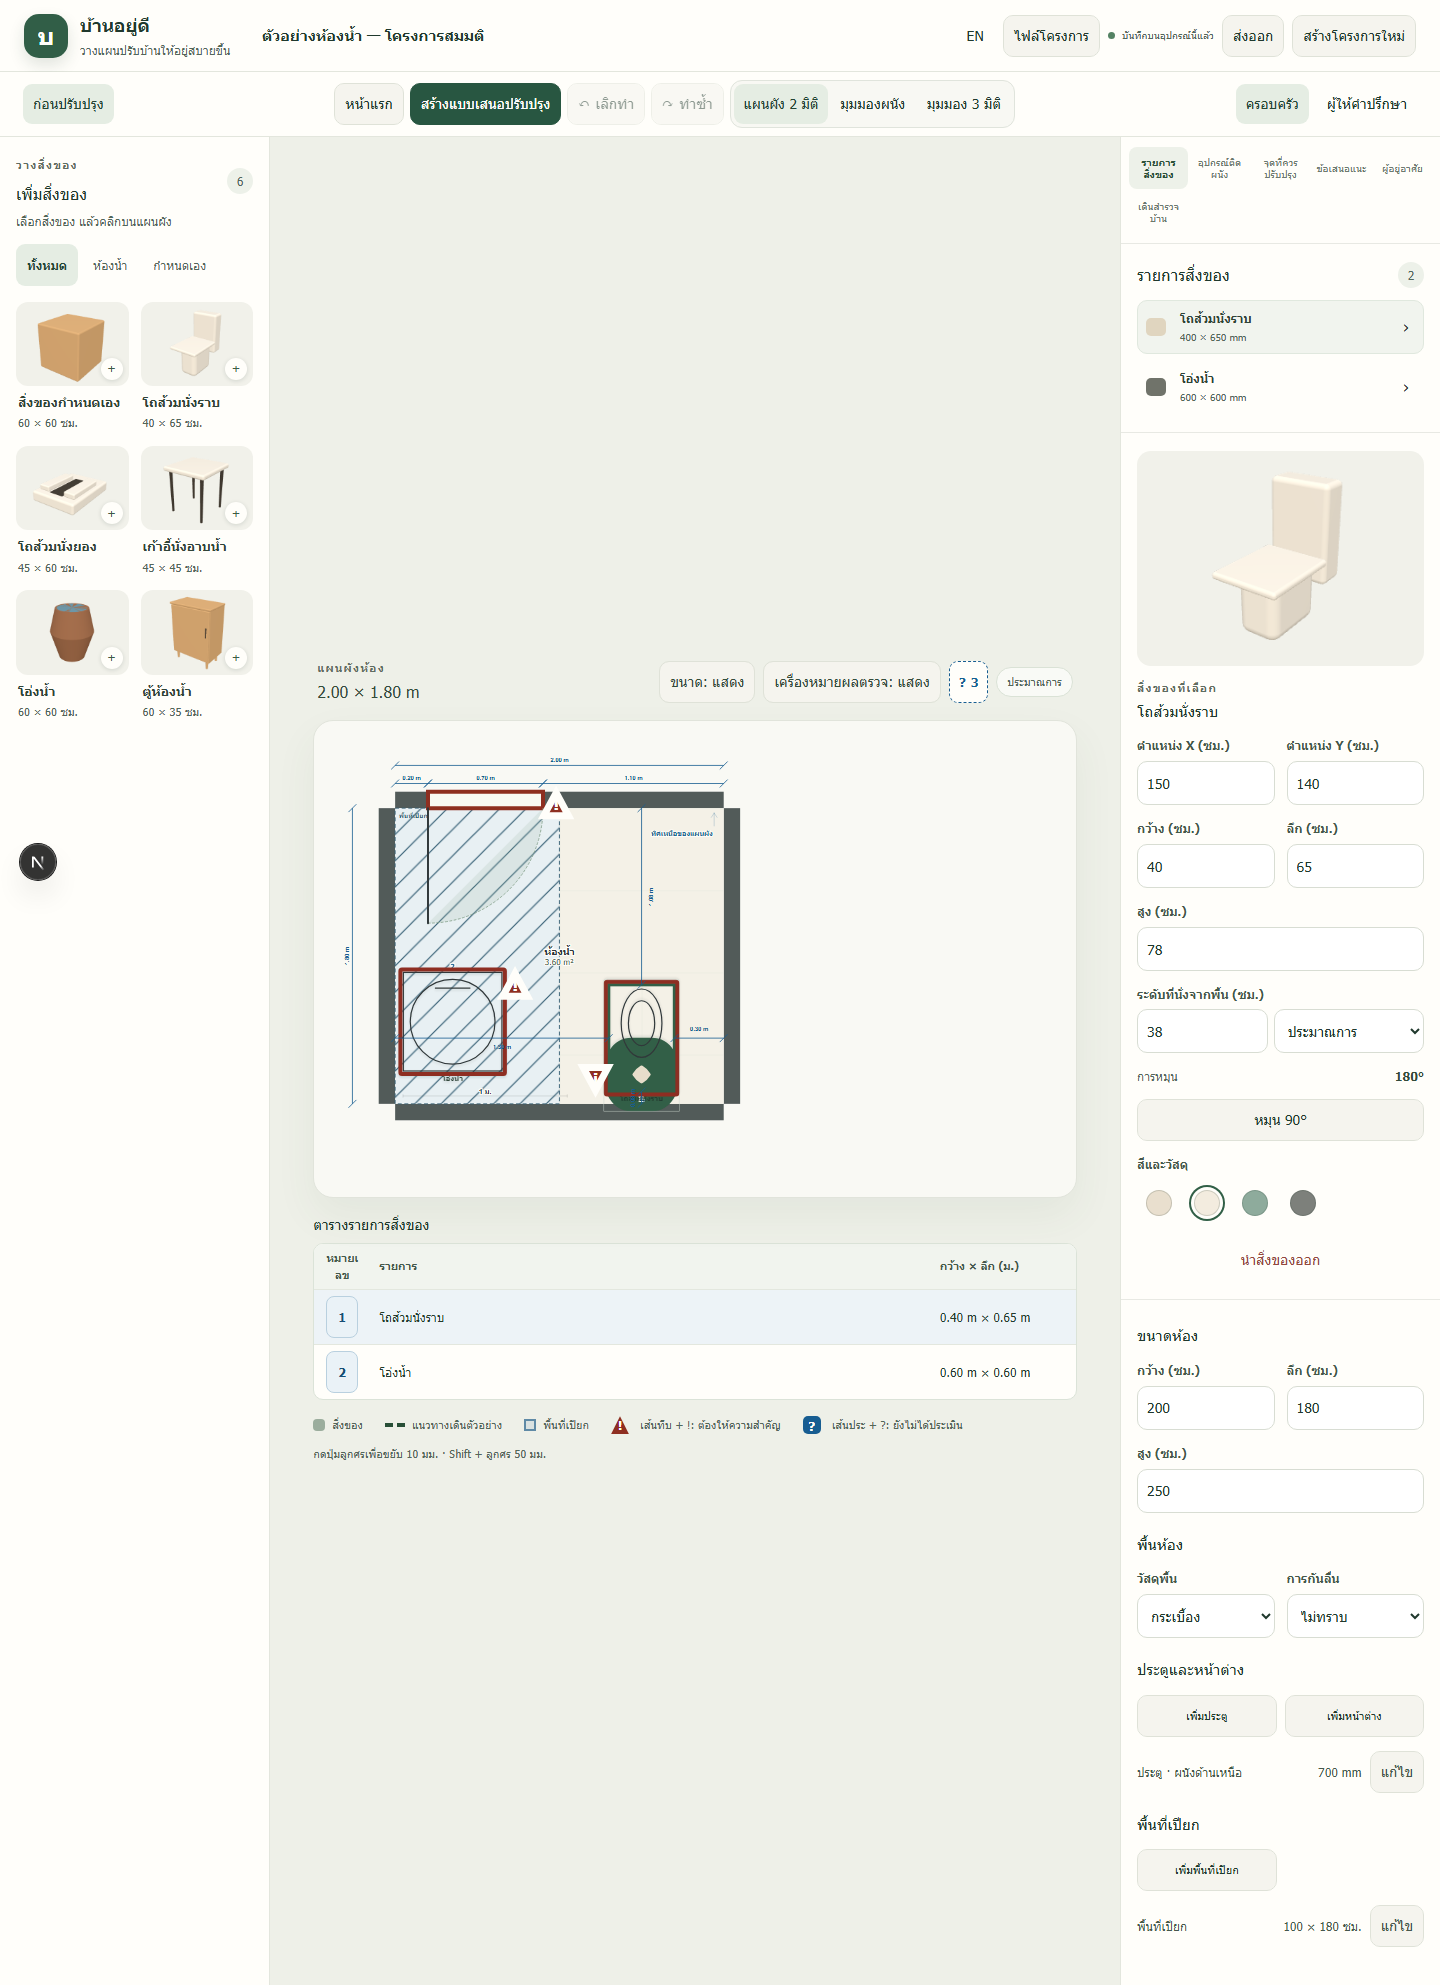 บ
บ้านอยู่ดี
วางแผนปรับบ้านให้อยู่สบายขึ้น
ตัวอย่างห้องน้ำ — โครงการสมมติ
EN
ไฟล์โครงการ
บันทึกบนอุปกรณ์นี้แล้ว
ส่งออก
สร้างโครงการใหม่
ก่อนปรับปรุง
หน้าแรก
สร้างแบบเสนอปรับปรุง
↶ เลิกทำ
↷ ทำซ้ำ
แผนผัง 2 มิติ
มุมมองผนัง
มุมมอง 3 มิติ
ครอบครัว
ผู้ให้คำปรึกษา
วางสิ่งของ
เพิ่มสิ่งของ
6
เลือกสิ่งของ แล้วคลิกบนแผนผัง
ทั้งหมด
ห้องน้ำ
กำหนดเอง
+
+
สิ่งของกำหนดเอง
60 × 60 ซม.
โถส้วมนั่งราบ
40 × 65 ซม.
+
+
โถส้วมนั่งยอง
45 × 60 ซม.
เก้าอี้นั่งอาบน้ำ
45 × 45 ซม.
+
+
โอ่งน้ำ
60 × 60 ซม.
ตู้ห้องน้ำ
60 × 35 ซม.
N
แผนผังห้อง
2.00 × 1.80 m
ขนาด: แสดง
เครื่องหมายผลตรวจ: แสดง
? 3
ประมาณการ
2.00 m
0.20 m
0.70 m
1.10 m
พื้นที่เปียก
!
ทิศเหนือของแผนผัง
ห้องน้ำ
3.60 m²
2
!
0.30 m
โอ่งน้ำ
1 ม.
ตารางรายการสิ่งของ
หมายเ
ลข
รายการ
กว้าง × ลึก (ม.)
1
โถส้วมนั่งราบ
0.40 m × 0.65 m
2
โอ่งน้ำ
0.60 m × 0.60 m
สิ่งของ
แนวทางเดินตัวอย่าง
พื้นที่เปียก
!
เส้นทึบ + !: ต้องให้ความสำคัญ
?
เส้นประ + ?: ยังไม่ได้ประเมิน
กดปุ่มลูกศรเพื่อขยับ 10 มม. · Shift + ลูกศร 50 มม.
รายการ
สิ่งของ
อุปกรณ์ติด
ผนัง
จุดที่ควร
ปรับปรุง
ข้อเสนอแนะ
ผู้อยู่อาศัย
เดินสำรวจ
บ้าน
รายการสิ่งของ
2
โถส้วมนั่งราบ
400 × 650 mm
›
โอ่งน้ำ
600 × 600 mm
›
สิ่งของที่เลือก
โถส้วมนั่งราบ
ตำแหน่ง X (ซม.)
ตำแหน่ง Y (ซม.)
150
140
กว้าง (ซม.)
ลึก (ซม.)
40
65
สูง (ซม.)
78
ระดับที่นั่งจากพื้น (ซม.)
38
ประมาณการ
การหมุน
180°
หมุน 90°
สีและวัสดุ
นำสิ่งของออก
ขนาดห้อง
กว้าง (ซม.)
ลึก (ซม.)
200
180
สูง (ซม.)
250
พื้นห้อง
วัสดุพื้น
การกันลื่น
กระเบื้อง
ไม่ทราบ
ประตูและหน้าต่าง
เพิ่มประตู
เพิ่มหน้าต่าง
ประตู · ผนังด้านเหนือ
700 mm
แก้ไข
พื้นที่เปียก
เพิ่มพื้นที่เปียก
พื้นที่เปียก
100 × 180 ซม.
แก้ไข